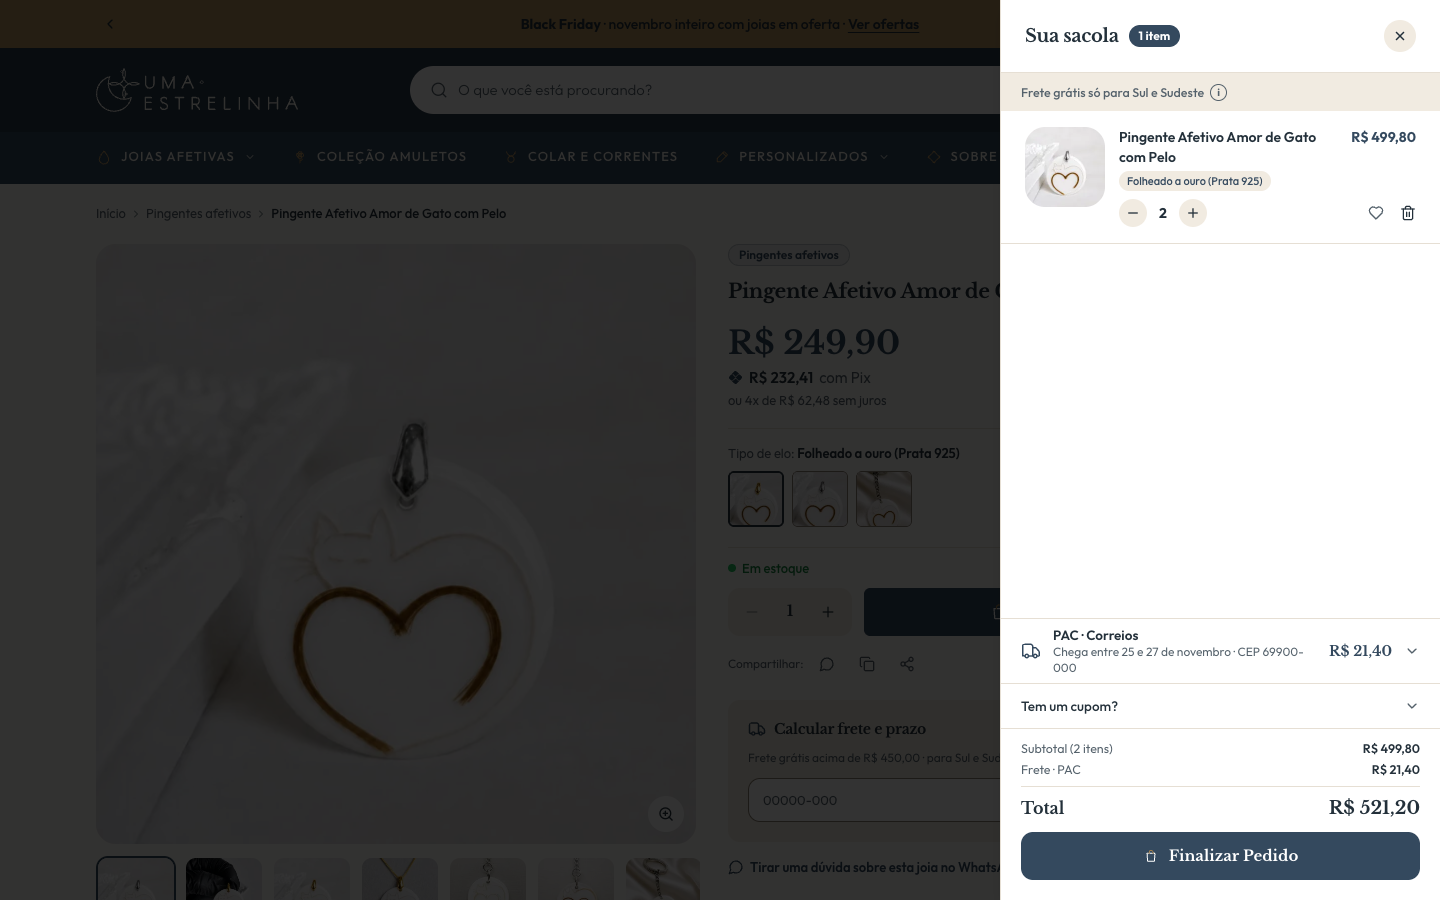 Black Friday · novembro inteiro com joias em oferta · Ver ofertas
UMA
ESTRELINHA
O que você está procurando?
JOIAS AFETIVAS
COLEÇÃO AMULETOS
COLAR E CORRENTES
PERSONALIZADOS
SOBRE
Início > Pingentes afetivos > Pingente Afetivo Amor de Gato com Pelo
Pingentes afetivos
Pingente Afetivo Amor de
R$ 249,90
R$ 232,41 com Pix
ou 4x de R$ 62,48 sem juros
Tipo de elo: Folheado a ouro (Prata 925)
Em estoque
1
Compartilhar:
Calcular frete e prazo
Frete grátis acima de R$ 450,00 · para Sul e Sud
00000-000
Tirar uma dúvida sobre esta joia no Whats
Sua sacola
1 item
Frete grátis só para Sul e Sudeste
Pingente Afetivo Amor de Gato
com Pelo
R$ 499,80
Folheado a ouro (Prata 925)
2
PAC · Correios
Chega entre 25 e 27 de novembro · CEP 69900-
000
R$ 21,40
Tem um cupom?
Subtotal (2 itens)
R$ 499,80
Frete · PAC
R$ 21,40
Total
R$ 521,20
Finalizar Pedido